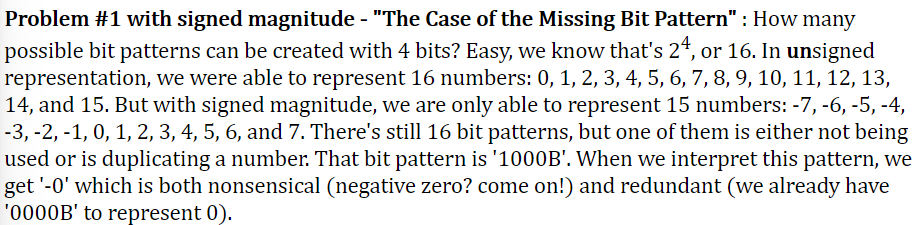 Problem #1 with signed magnitude - "The Case of the Missing Bit Pattern" : How many
possible bit patterns can be created with 4 bits? Easy, we know that's 2⁴, or 16. In unsigned
representation, we were able to represent 16 numbers: 0, 1, 2, 3, 4, 5, 6, 7, 8, 9, 10, 11, 12, 13,
14, and 15. But with signed magnitude, we are only able to represent 15 numbers: -7, -6, -5, -4,
-3, -2, -1, 0, 1, 2, 3, 4, 5, 6, and 7. There's still 16 bit patterns, but one of them is either not being
used or is duplicating a number. That bit pattern is '1000B'. When we interpret this pattern, we
get '-0' which is both nonsensical (negative zero? come on!) and redundant (we already have
'0000B' to represent 0).